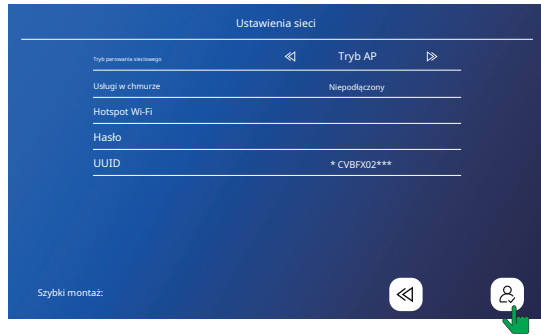 Ustawienia sieci
Tryb parowania sieciowego Tryb AP
Usługi w chmurze Niepodłączony
Hotspot Wi-Fi
Hasło
UUID * CVBFX02***
Szybki montaż: